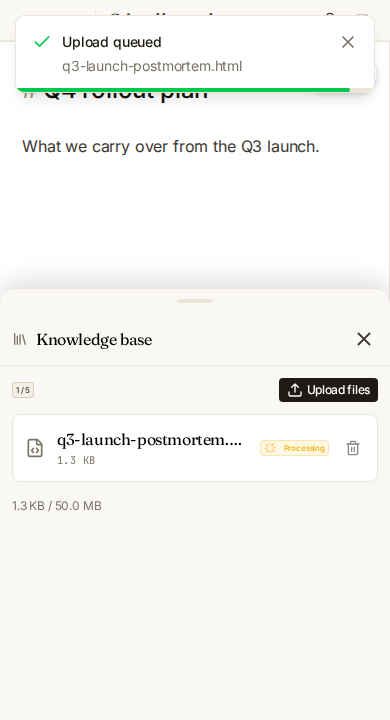 Upload queued
q3-launch-postmortem.html
# Q4 rollout plan
What we carry over from the Q3 launch.
Knowledge base
1/5
Upload files
q3-launch-postmortem....
Processing
1.3 KB
1.3 KB / 50.0 MB